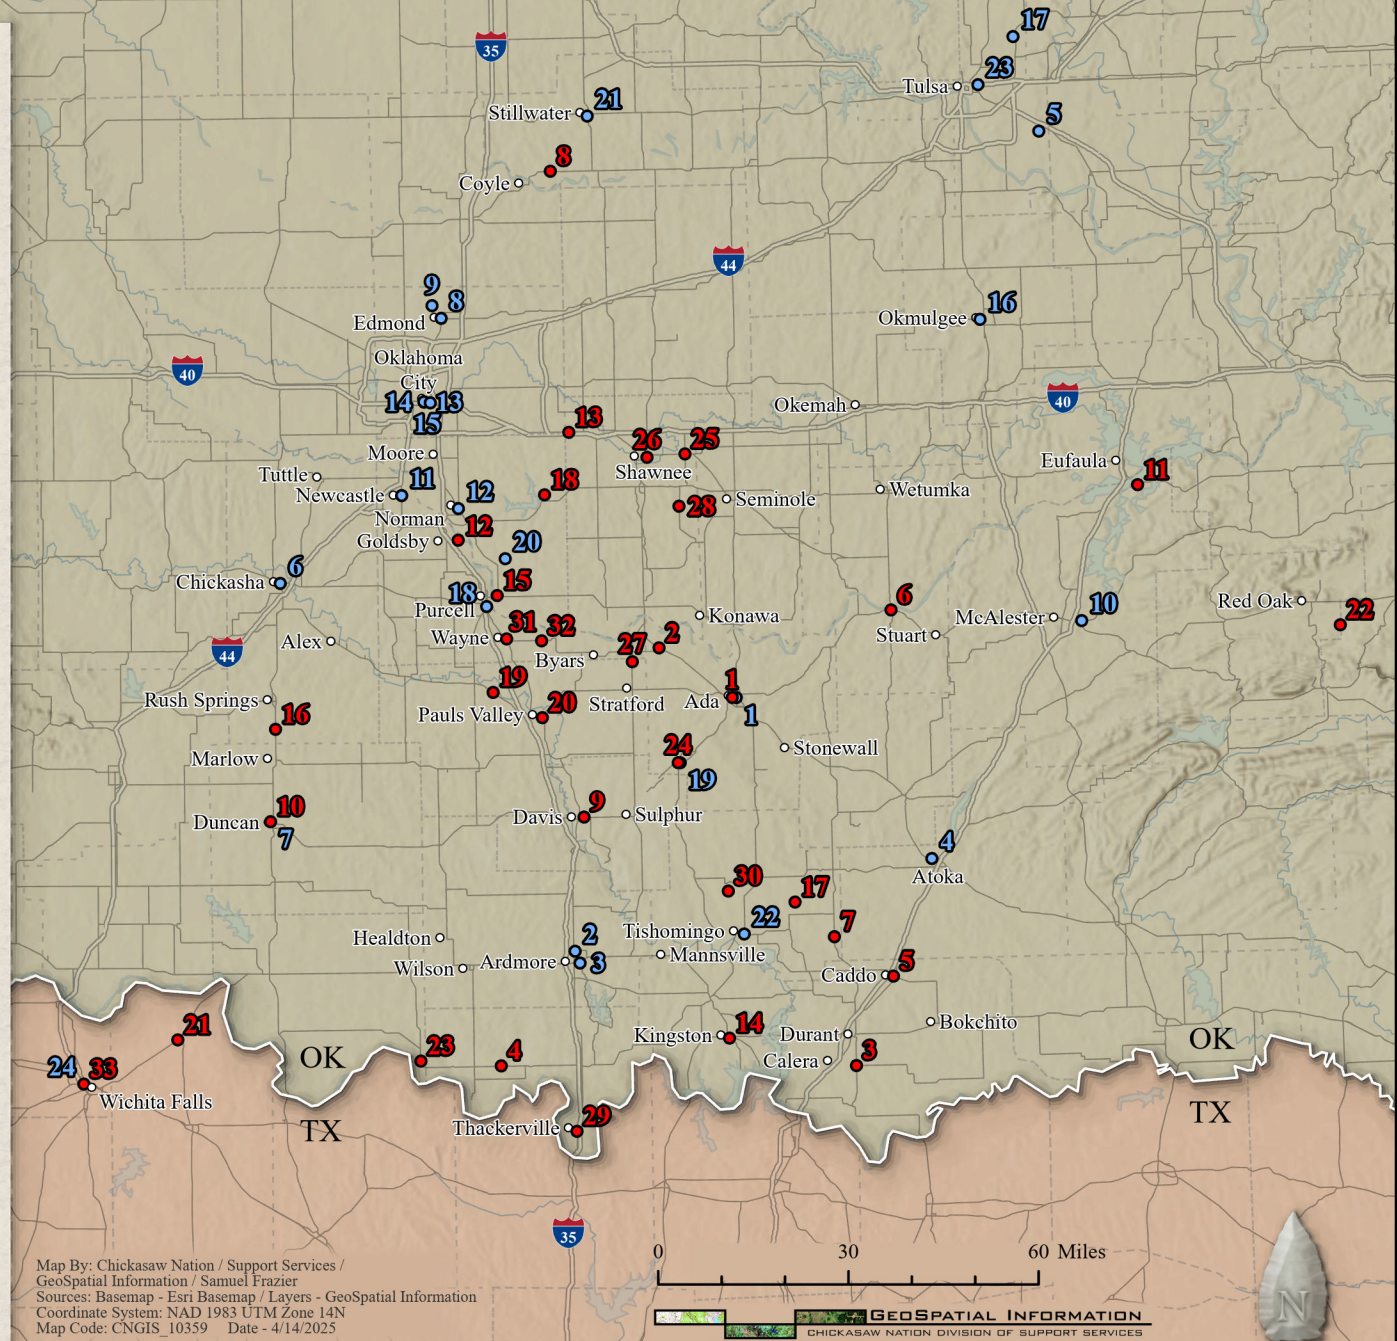 17
35
23
Tulsa
Stillwater
21
5
8
Coyle
44
9
8
16
Edmond
Okmulgee
Oklahoma
City
40
40
14
13
Okemah
15
13
26
25
Moore
Shawnee
Eufaula
11
Tuttle
11
18
Newcastle
12
28
Seminole
Wetumka
Norman
12
Goldsby
20
6
15
Chickasha
18
6
10
Red Oak
22
Purcell
Konawa
McAlester
31
32
Stuart
Wayne
27
2
Alex
44
Byars
19
1
Rush Springs
20
Stratford
Ada
16
Pauls Valley
1
24
Stonewall
Marlow
19
10
9
Duncan
Davis
Sulphur
7
4
Atoka
30
17
22
7
2
Tishomingo
Healdton
Mannsville
Ardmore
3
5
Wilson
Caddo
21
14
Bokchito
Kingston
Durant
OK
23
4
3
OK
24
33
Calera
Wichita Falls
TX
29
TX
Thackerville
35
0 30 60 Miles
Map By: Chickasaw Nation / Support Services /
GeoSpatial Information / Samuel Frazier
Sources: Basemap - Esri Basemap / Layers - GeoSpatial Information
Coordinate System: NAD 1983 UTM Zone 14N
Map Code: CNGIS_10359 Date - 4/14/2025
GEOSPATIAL INFORMATION
CHICKASAW NATION DIVISION OF SUPPORT SERVICES
N